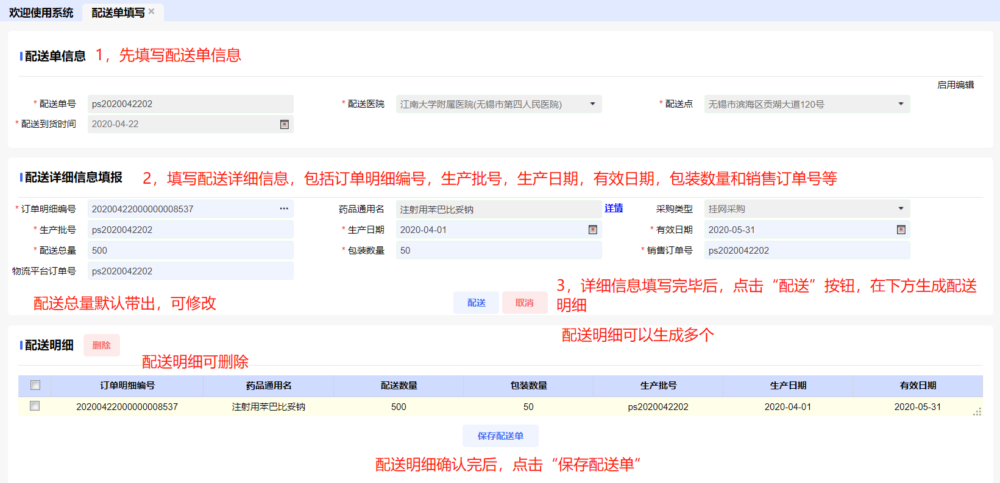 欢迎使用系统 配送单填写 ×
配送单信息 1，先填写配送单信息
启用编辑
* 配送单号 ps2020042202 * 配送医院 江南大学附属医院(无锡市第四人民医院) * 配送点 无锡市滨海区贡湖大道120号
* 配送到货时间 2020-04-22
配送详细信息填报 2，填写配送详细信息，包括订单明细编号，生产批号，生产日期，有效日期，包装数量和销售订单号等
* 订单明细编号 20200422000000008537 ··· 药品通用名 注射用苯巴比妥钠 详情 采购类型 挂网采购
* 生产批号 ps2020042202 * 生产日期 2020-04-01 * 有效日期 2020-05-31
* 配送总量 500 * 包装数量 50 * 销售订单号 ps2020042202
物流平台订单号 ps2020042202
配送总量默认带出，可修改
配送 取消
3，详细信息填写完毕后，点击“配送”按钮，在下方生成配送
明细
配送明细可以生成多个
配送明细 删除
配送明细可删除
订单明细编号 药品通用名 配送数量 包装数量 生产批号 生产日期 有效日期
20200422000000008537 注射用苯巴比妥钠 500 50 ps2020042202 2020-04-01 2020-05-31
保存配送单
配送明细确认完后，点击“保存配送单”